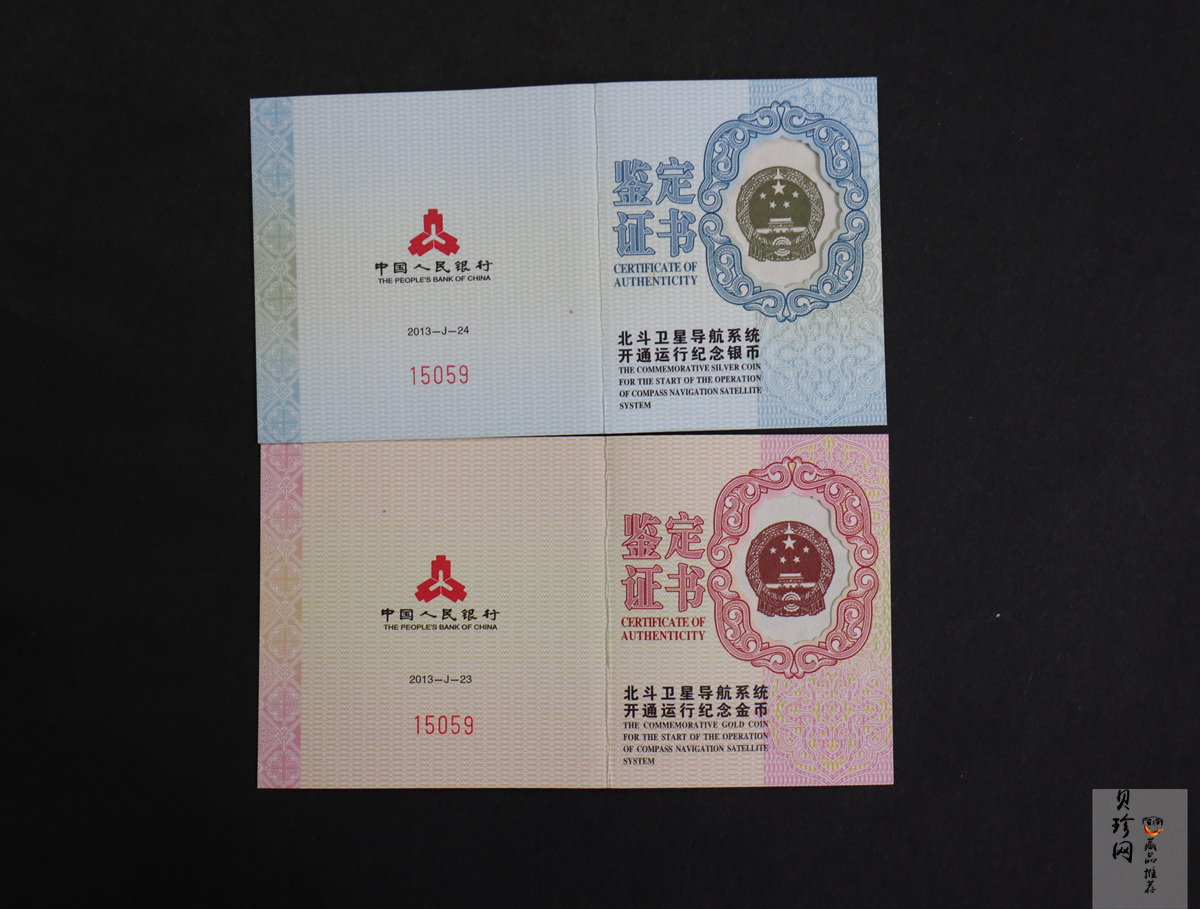 中国人民银行
THE PEOPLE'S BANK OF CHINA
2013—J—24
15059
鉴定
证书
CERTIFICATE OF
AUTHENTICITY
北斗卫星导航系统
开通运行纪念银币
THE COMMEMORATIVE SILVER COIN
FOR THE START OF THE OPERATION
OF COMPASS NAVIGATION SATELLITE
SYSTEM
中国人民银行
THE PEOPLE'S BANK OF CHINA
2013—J—23
15059
鉴定
证书
CERTIFICATE OF
AUTHENTICITY
北斗卫星导航系统
开通运行纪念金币
THE COMMEMORATIVE GOLD COIN
FOR THE START OF THE OPERATION
OF COMPASS NAVIGATION SATELLITE
SYSTEM
贝珍网
藏品推荐